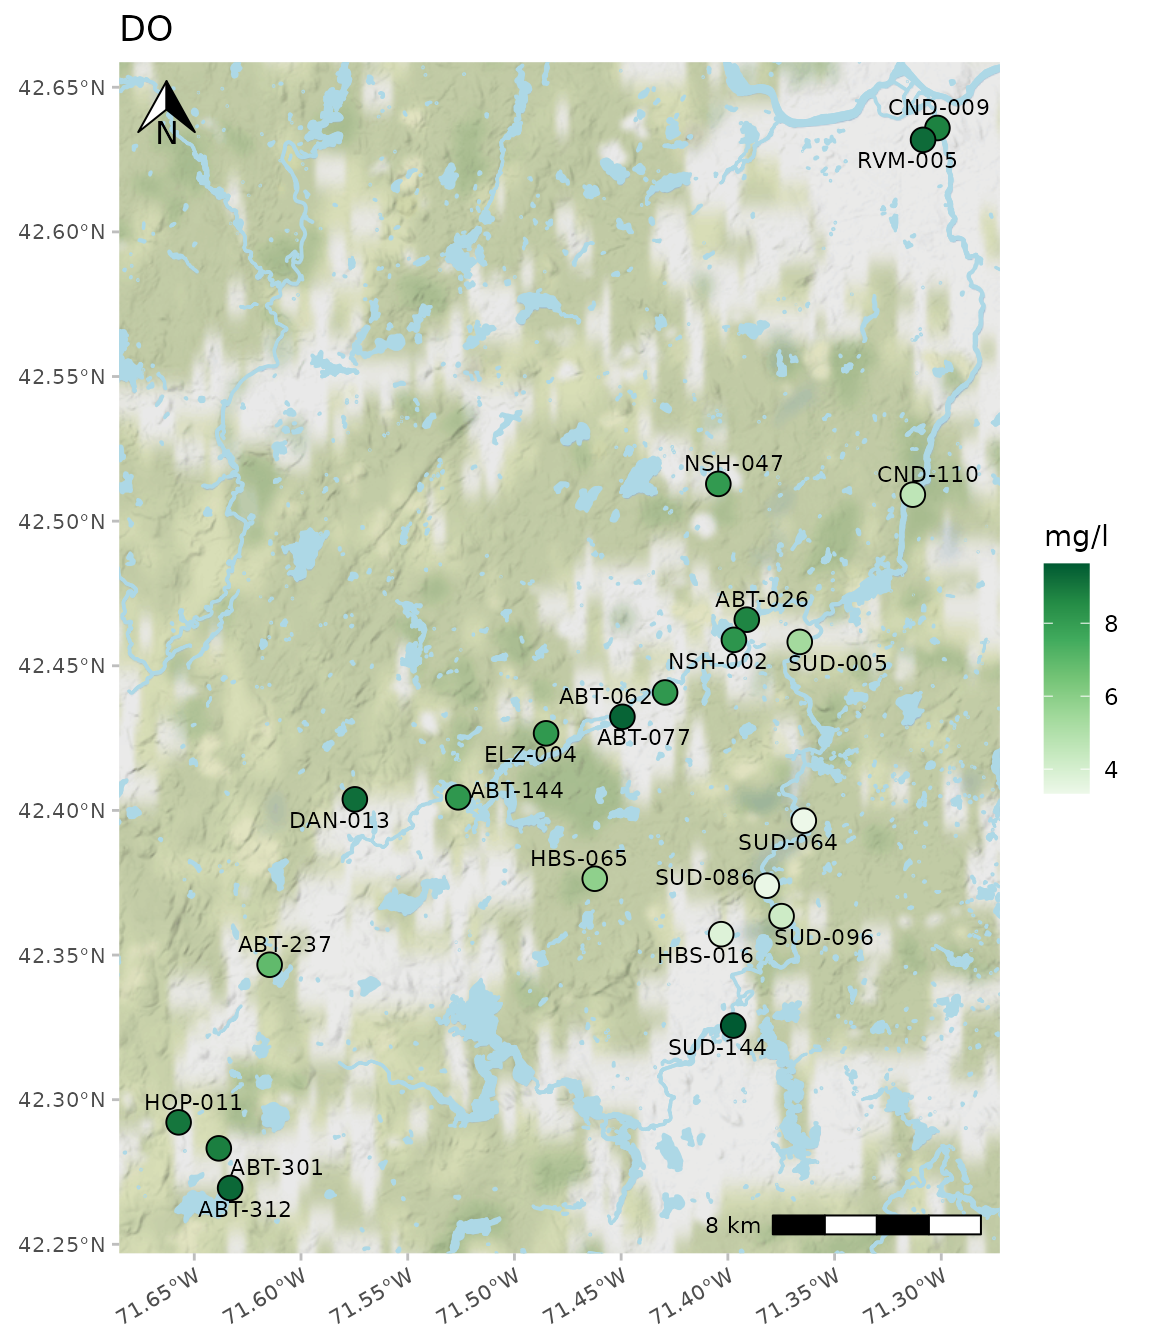 DO
42.65°N
N
CND-009
RVM-005
42.60°N
42.55°N
NSH-047
CND-110
42.50°N
mg/l
ABT-026
8
NSH-002
SUD-005
42.45°N
ABT-062
6
ABT-077
ELZ-004
4
ABT-144
42.40°N
DAN-013
SUD-064
HBS-065
SUD-086
SUD-096
ABT-237
42.35°N
HBS-016
SUD-144
42.30°N
HOP-011
ABT-301
ABT-312
8 km
42.25°N
71.65°W
71.60°W
71.55°W
71.50°W
71.45°W
71.40°W
71.35°W
71.30°W